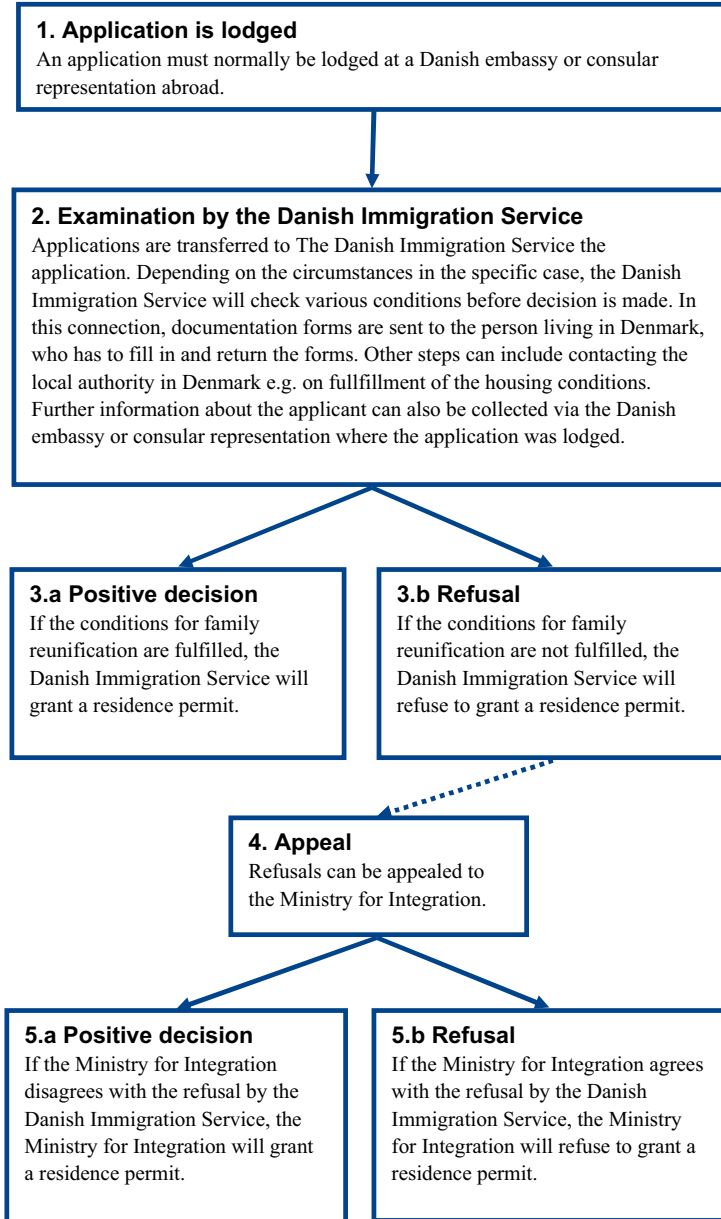 1. Application is lodged
An application must normally be lodged at a Danish embassy or consular
representation abroad.
2. Examination by the Danish Immigration Service
Applications are transferred to The Danish Immigration Service the
application. Depending on the circumstances in the specific case, the Danish
Immigration Service will check various conditions before decision is made. In
this connection, documentation forms are sent to the person living in Denmark,
who has to fill in and return the forms. Other steps can include contacting the
local authority in Denmark e.g. on fullfillment of the housing conditions.
Further information about the applicant can also be collected via the Danish
embassy or consular representation where the application was lodged.
3.a Positive decision
If the conditions for family
reunification are fulfilled, the
Danish Immigration Service will
grant a residence permit.
3.b Refusal
If the conditions for family
reunification are not fulfilled, the
Danish Immigration Service will
refuse to grant a residence permit.
4. Appeal
Refusals can be appealed to
the Ministry for Integration.
5.a Positive decision
If the Ministry for Integration
disagrees with the refusal by the
Danish Immigration Service, the
Ministry for Integration will grant
a residence permit.
5.b Refusal
If the Ministry for Integration agrees
with the refusal by the Danish
Immigration Service, the Ministry
for Integration will refuse to grant a
residence permit.